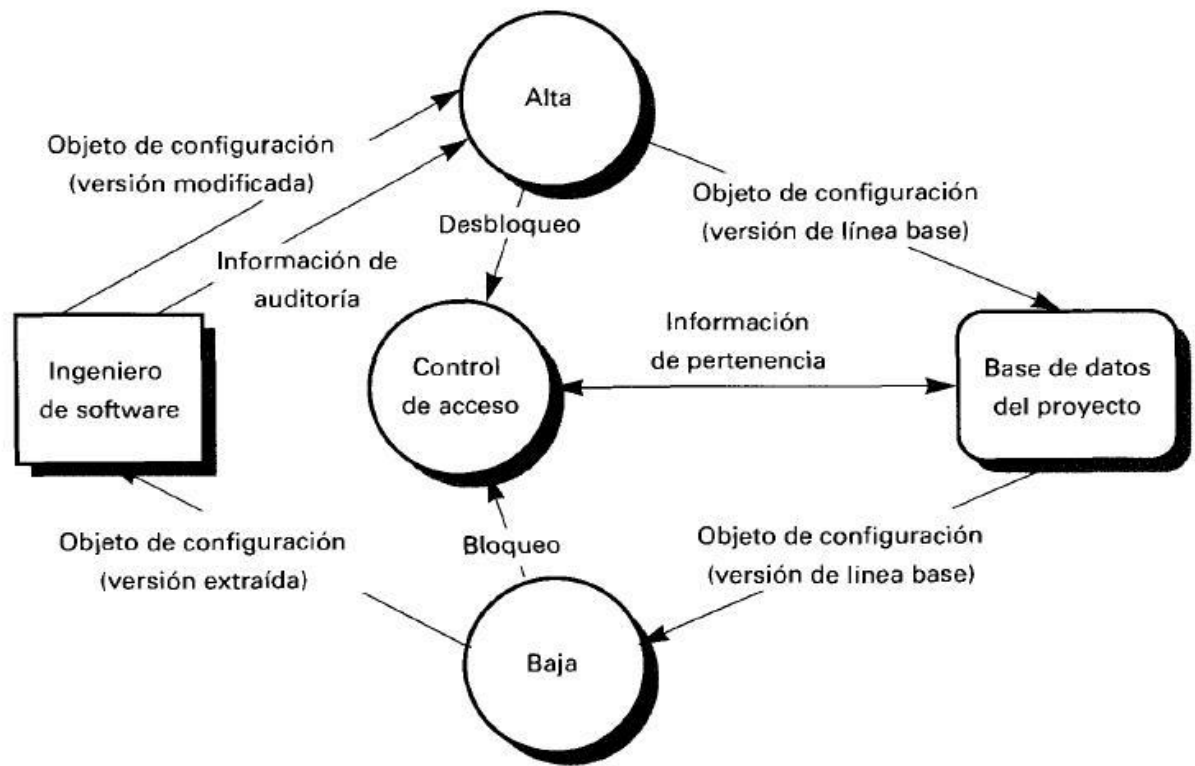 Alta
Objeto de configuración
(versión modificada)
Objeto de configuración
(versión de línea base)
Desbloqueo
Información de
auditoría
Información
de pertenencia
Ingeniero
de software
Control
de acceso
Base de datos
del proyecto
Objeto de configuración
(versión extraída)
Bloqueo
Objeto de configuración
(versión de linea base)
Baja